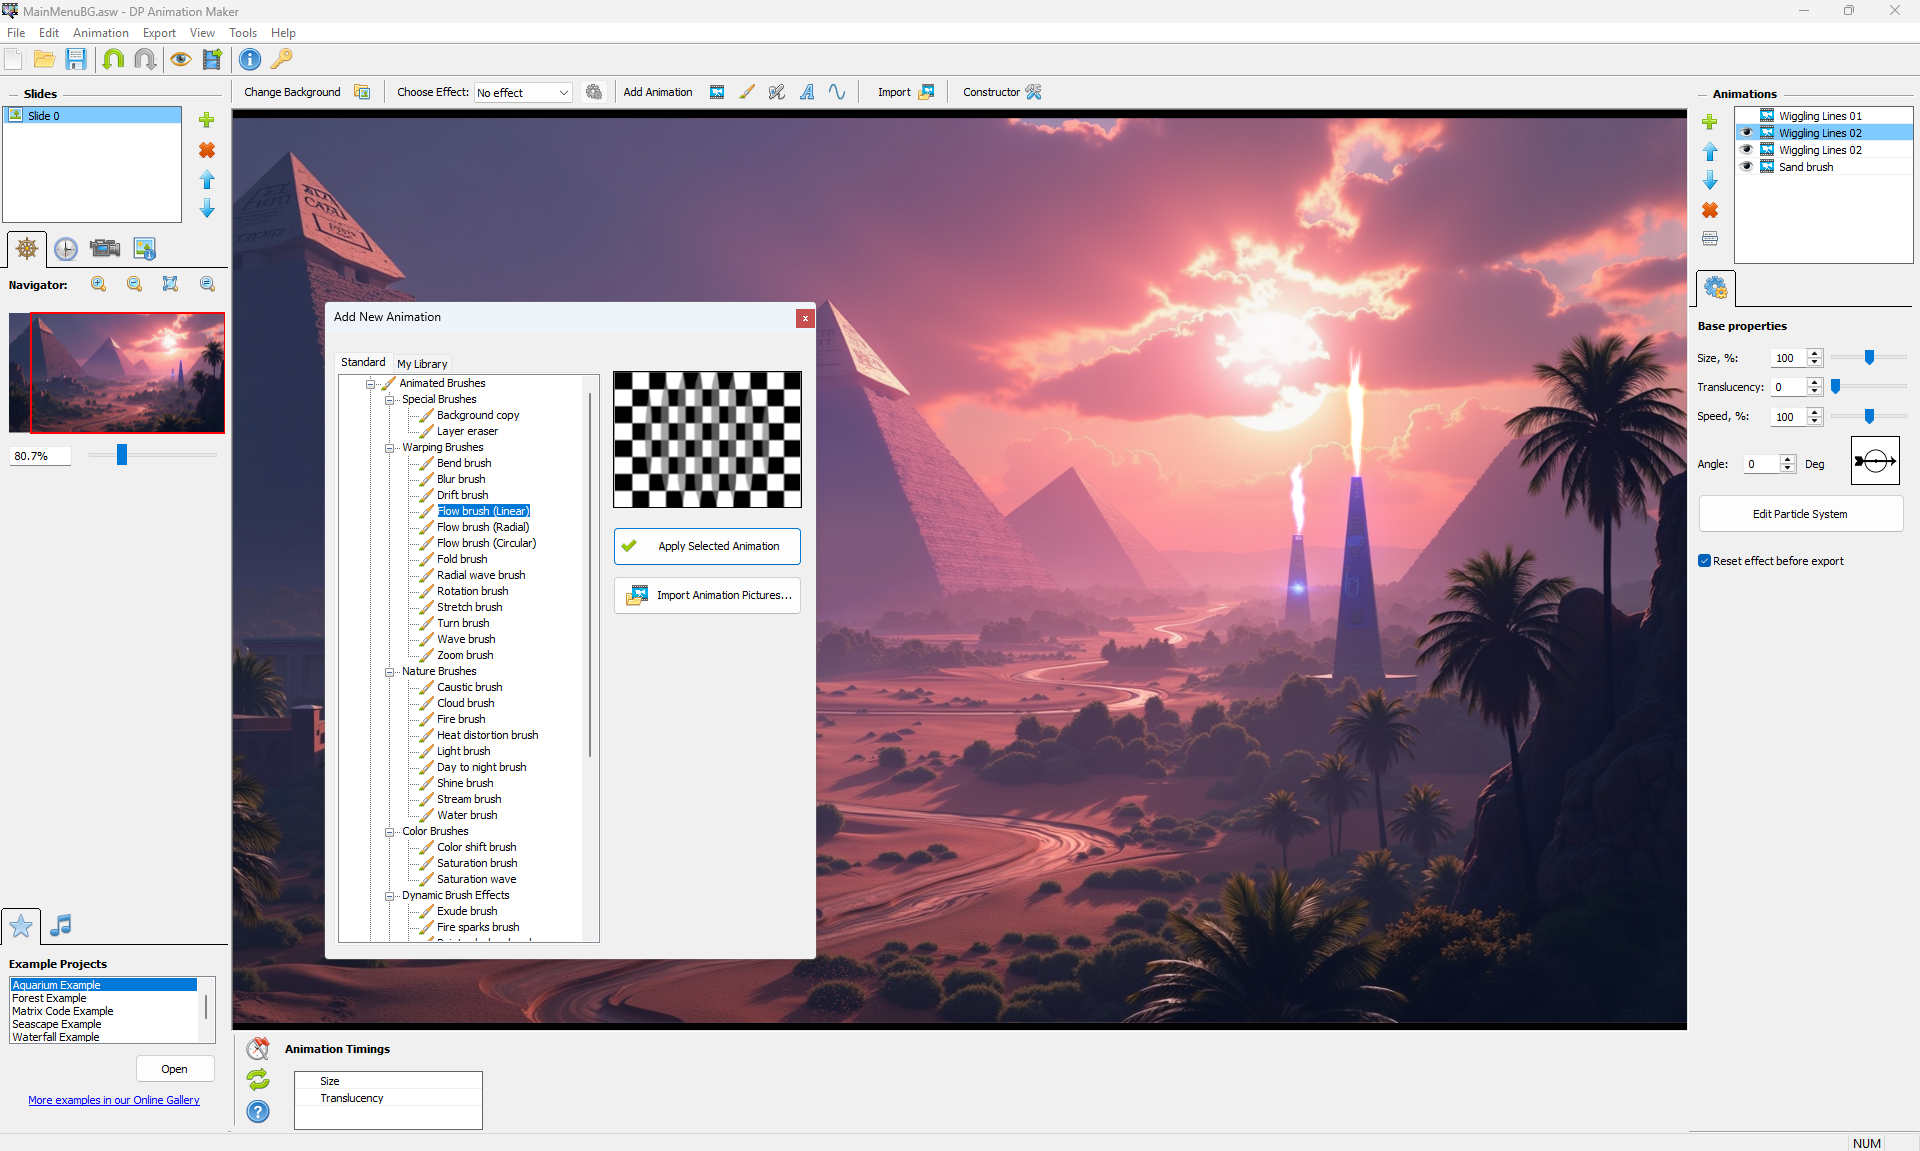 MainMenuBG.asw - DP Animation Maker
File Edit Animation Export View Tools Help
Slides
Slide 0
Navigator:
80.7%
Example Projects
Aquarium Example
Forest Example
Matrix Code Example
Seascape Example
Waterfall Example
Open
More examples in our Online Gallery
Change Background
Choose Effect: No effect
Add Animation
Import
Constructor
Add New Animation
x
Standard
My Library
Animated Brushes
Special Brushes
Background copy
Layer eraser
Warping Brushes
Bend brush
Blur brush
Drift brush
Flow brush (Linear)
Flow brush (Radial)
Flow brush (Circular)
Fold brush
Radial wave brush
Rotation brush
Stretch brush
Turn brush
Wave brush
Zoom brush
Nature Brushes
Caustic brush
Cloud brush
Fire brush
Heat distortion brush
Light brush
Day to night brush
Shine brush
Stream brush
Water brush
Color Brushes
Color shift brush
Saturation brush
Saturation wave
Dynamic Brush Effects
Exude brush
Fire sparks brush
Apply Selected Animation
Import Animation Pictures...
Animation Timings
Size
Translucency
Animations
Wiggling Lines 01
Wiggling Lines 02
Wiggling Lines 02
Sand brush
Base properties
Size, %: 100
Translucency: 0
Speed, %: 100
Angle: 0 Deg
Edit Particle System
Reset effect before export
NUM